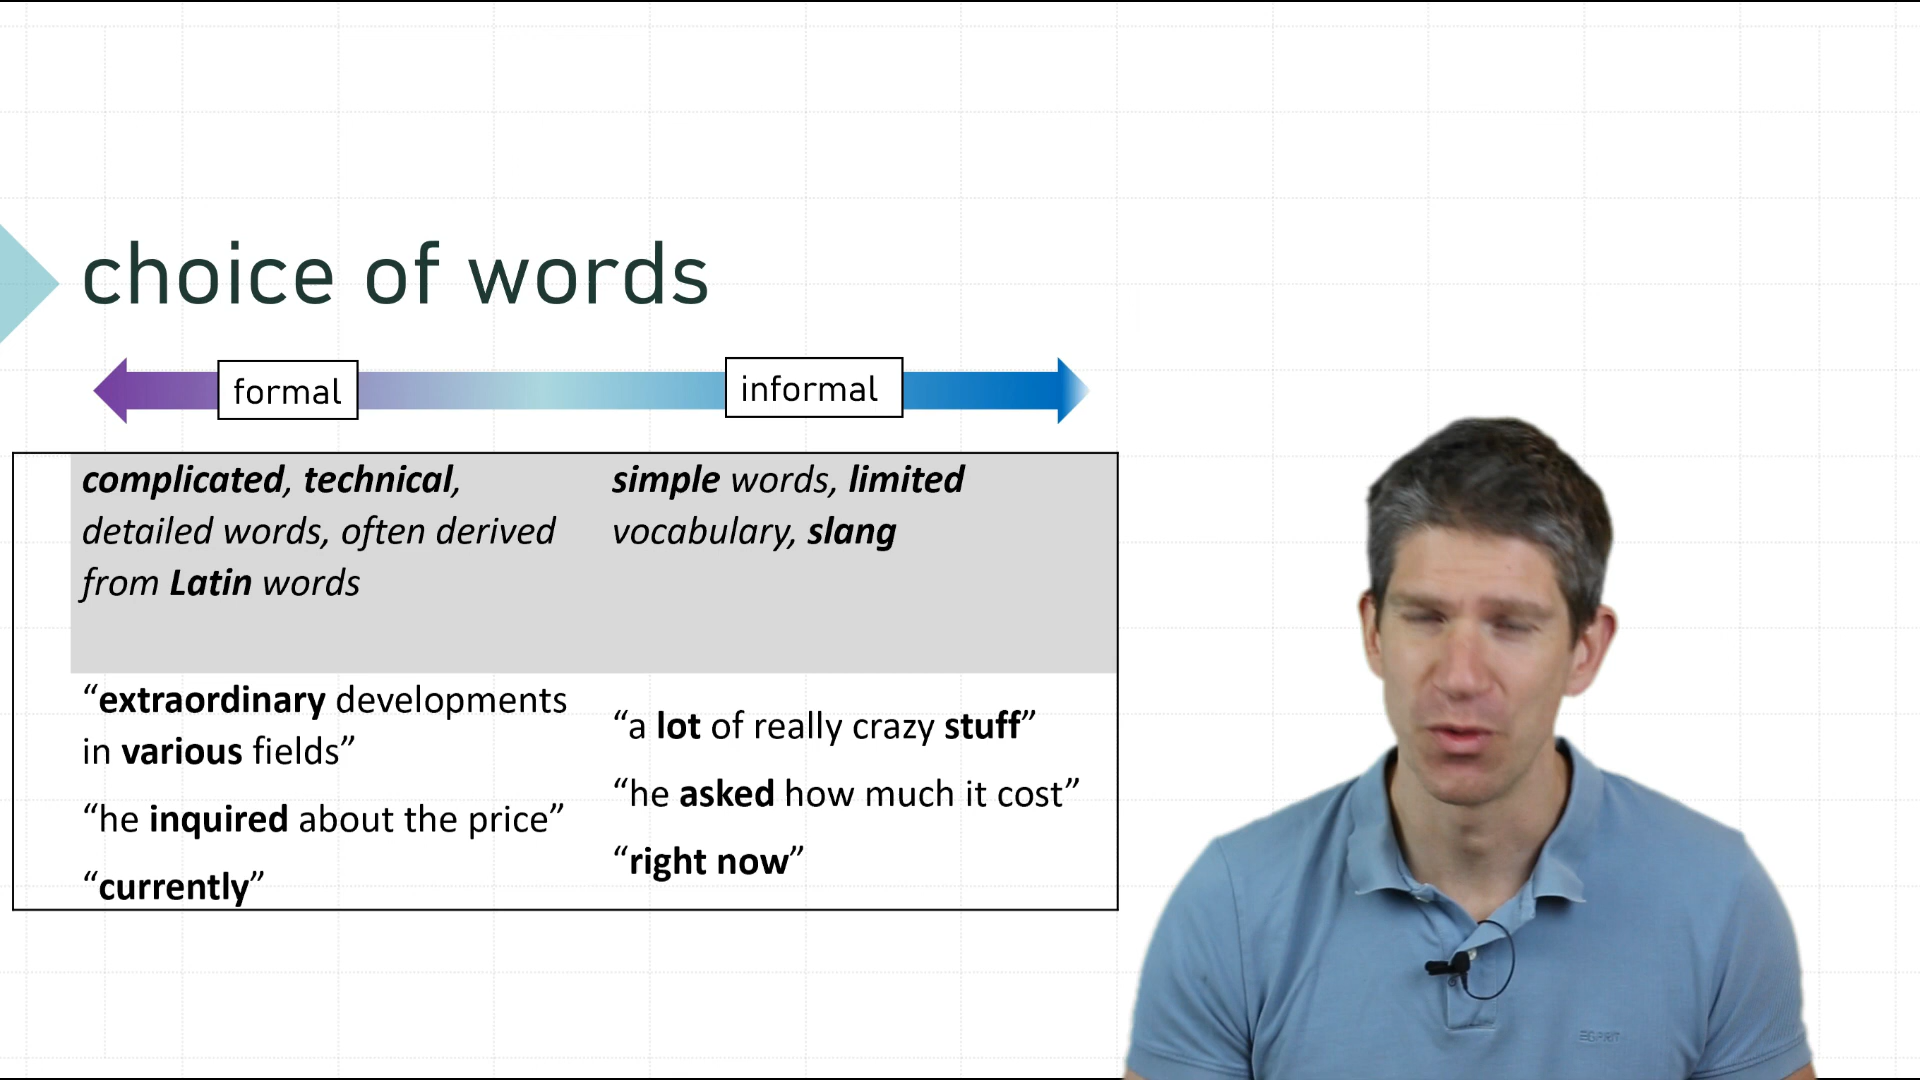 choice of words
formal
informal
complicated, technical,
detailed words, often derived
from Latin words
simple words, limited
vocabulary, slang
“extraordinary developments
in various fields”
“he inquired about the price”
“currently”
“a lot of really crazy stuff”
“he asked how much it cost”
“right now”
ESPRIT